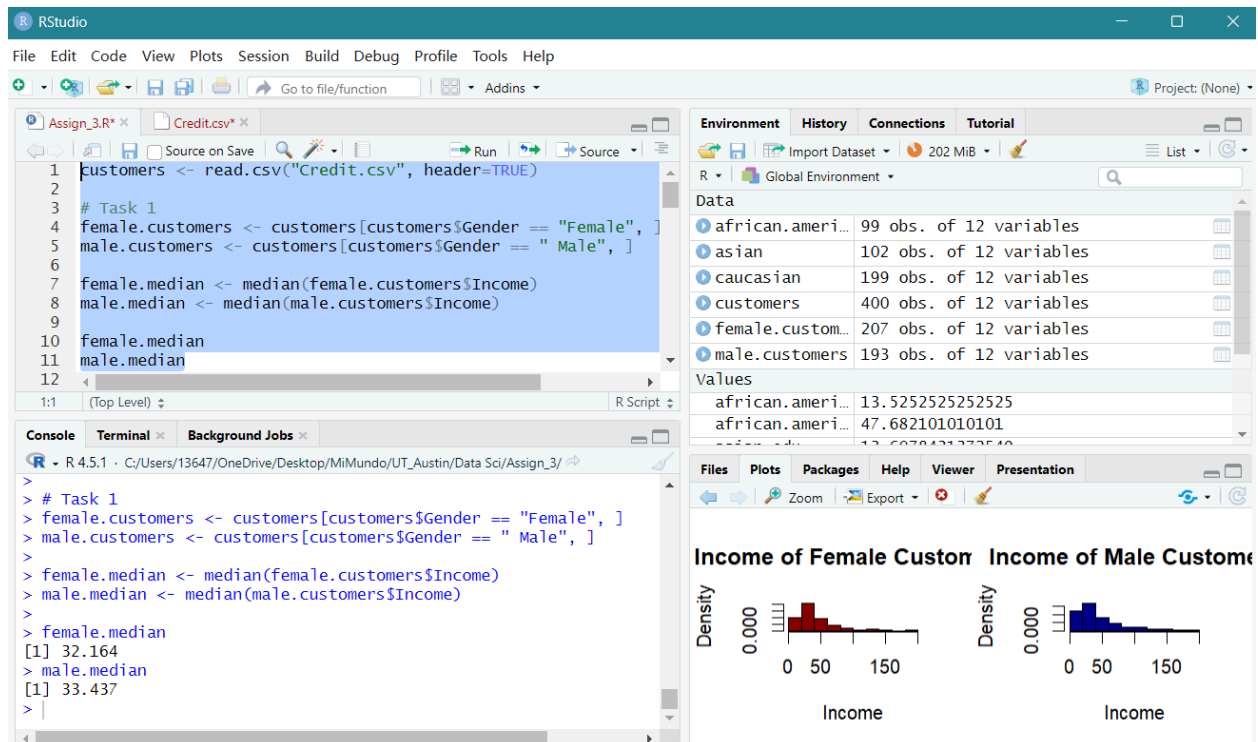 RStudio
File Edit Code View Plots Session Build Debug Profile Tools Help
Go to file/function Addins Project: (None)
Assign_3.R* Credit.csv*
Source on Save Run Source
1 customers <- read.csv("Credit.csv", header=TRUE)
2
3 # Task 1
4 female.customers <- customers[customers$Gender == "Female", ]
5 male.customers <- customers[customers$Gender == " Male", ]
6
7 female.median <- median(female.customers$Income)
8 male.median <- median(male.customers$Income)
9
10 female.median
11 male.median
12
1:1 (Top Level) R Script
Console Terminal Background Jobs
R 4.5.1 · C:/Users/13647/OneDrive/Desktop/MiMundo/UT_Austin/Data Sci/Assign_3/
>
> # Task 1
> female.customers <- customers[customers$Gender == "Female", ]
> male.customers <- customers[customers$Gender == " Male", ]
>
> female.median <- median(female.customers$Income)
> male.median <- median(male.customers$Income)
>
> female.median
[1] 32.164
> male.median
[1] 33.437
>
Environment History Connections Tutorial
Import Dataset 202 MiB List
R Global Environment
Data
african.ameri… 99 obs. of 12 variables
asian 102 obs. of 12 variables
caucasian 199 obs. of 12 variables
customers 400 obs. of 12 variables
female.custom… 207 obs. of 12 variables
male.customers 193 obs. of 12 variables
Values
african.ameri… 13.5252525252525
african.ameri… 47.682101010101
Files Plots Packages Help Viewer Presentation
Zoom Export
Income of Female Custom Income of Male Custome
Density 0.000 Density 0.000
0 50 150 0 50 150
Income Income